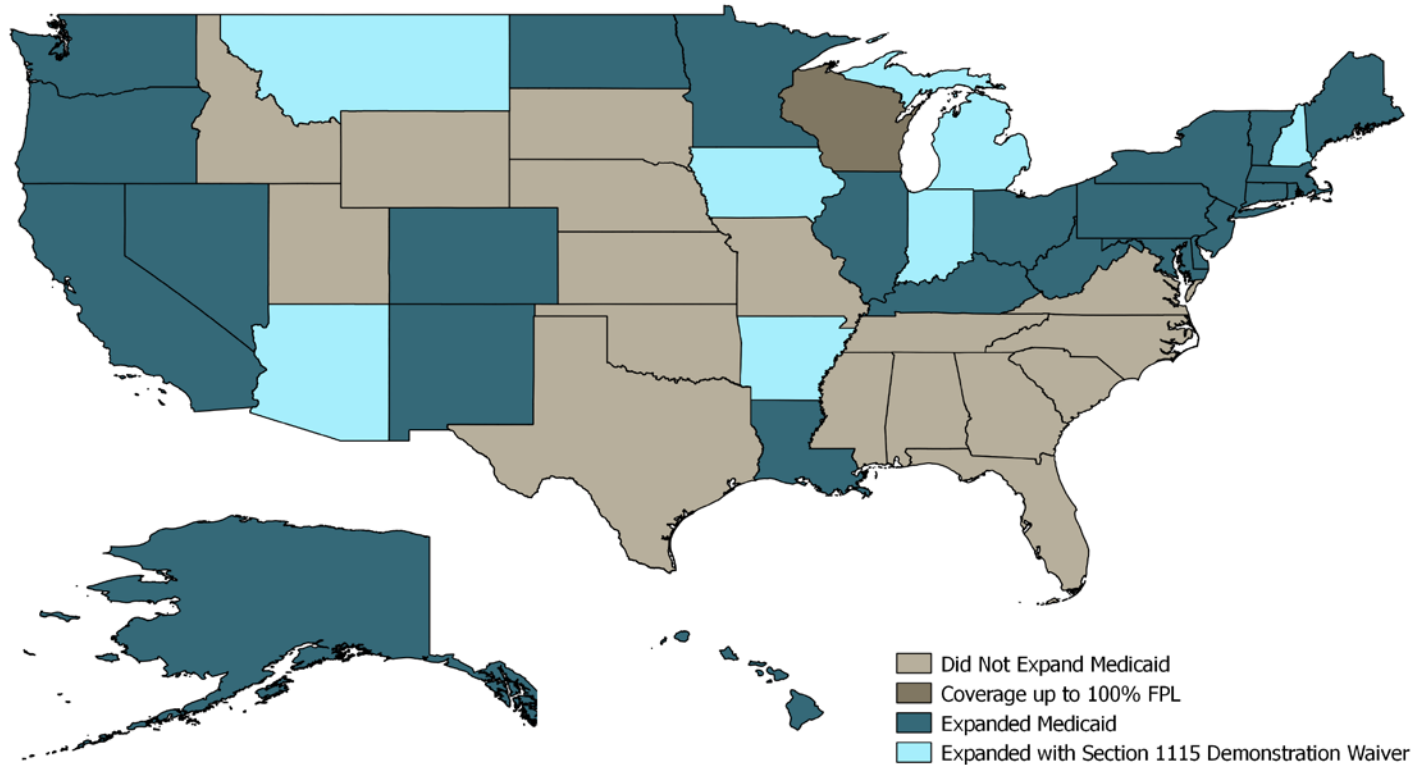 Did Not Expand Medicaid
Coverage up to 100% FPL
Expanded Medicaid
Expanded with Section 1115 Demonstration Waiver